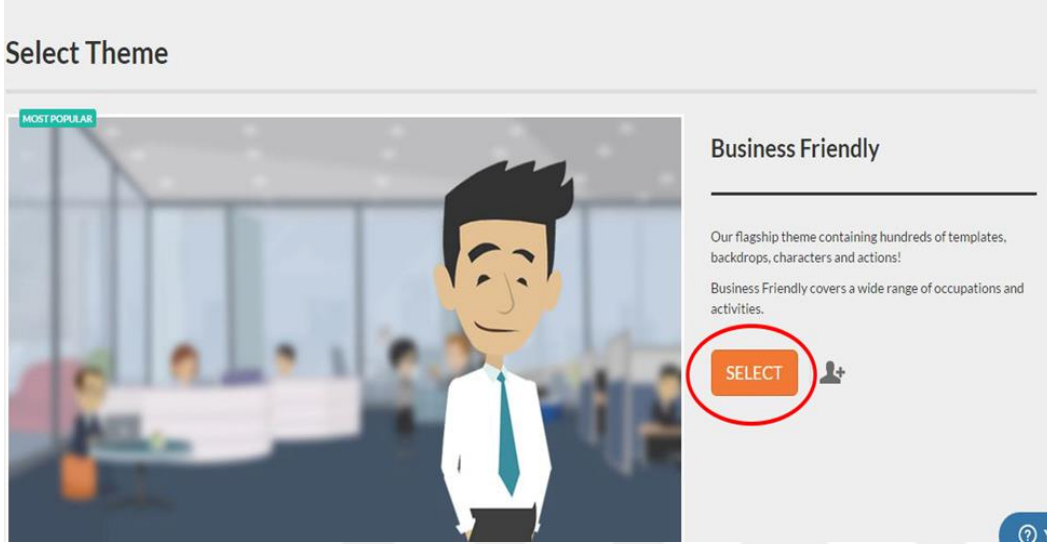 Select Theme
MOST POPULAR
Business Friendly
Our flagship theme containing hundreds of templates,
backdrops, characters and actions!
Business Friendly covers a wide range of occupations and
activities.
SELECT